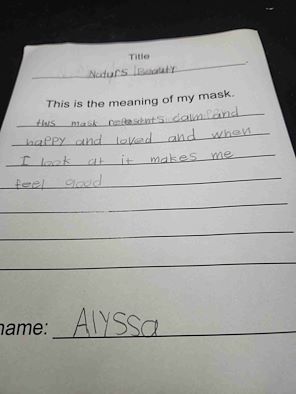 Title
Naturs Beauty
This is the meaning of my mask.
this mask represents calm and
happy and loved and when
I look at it makes me
feel good
name: Alyssa